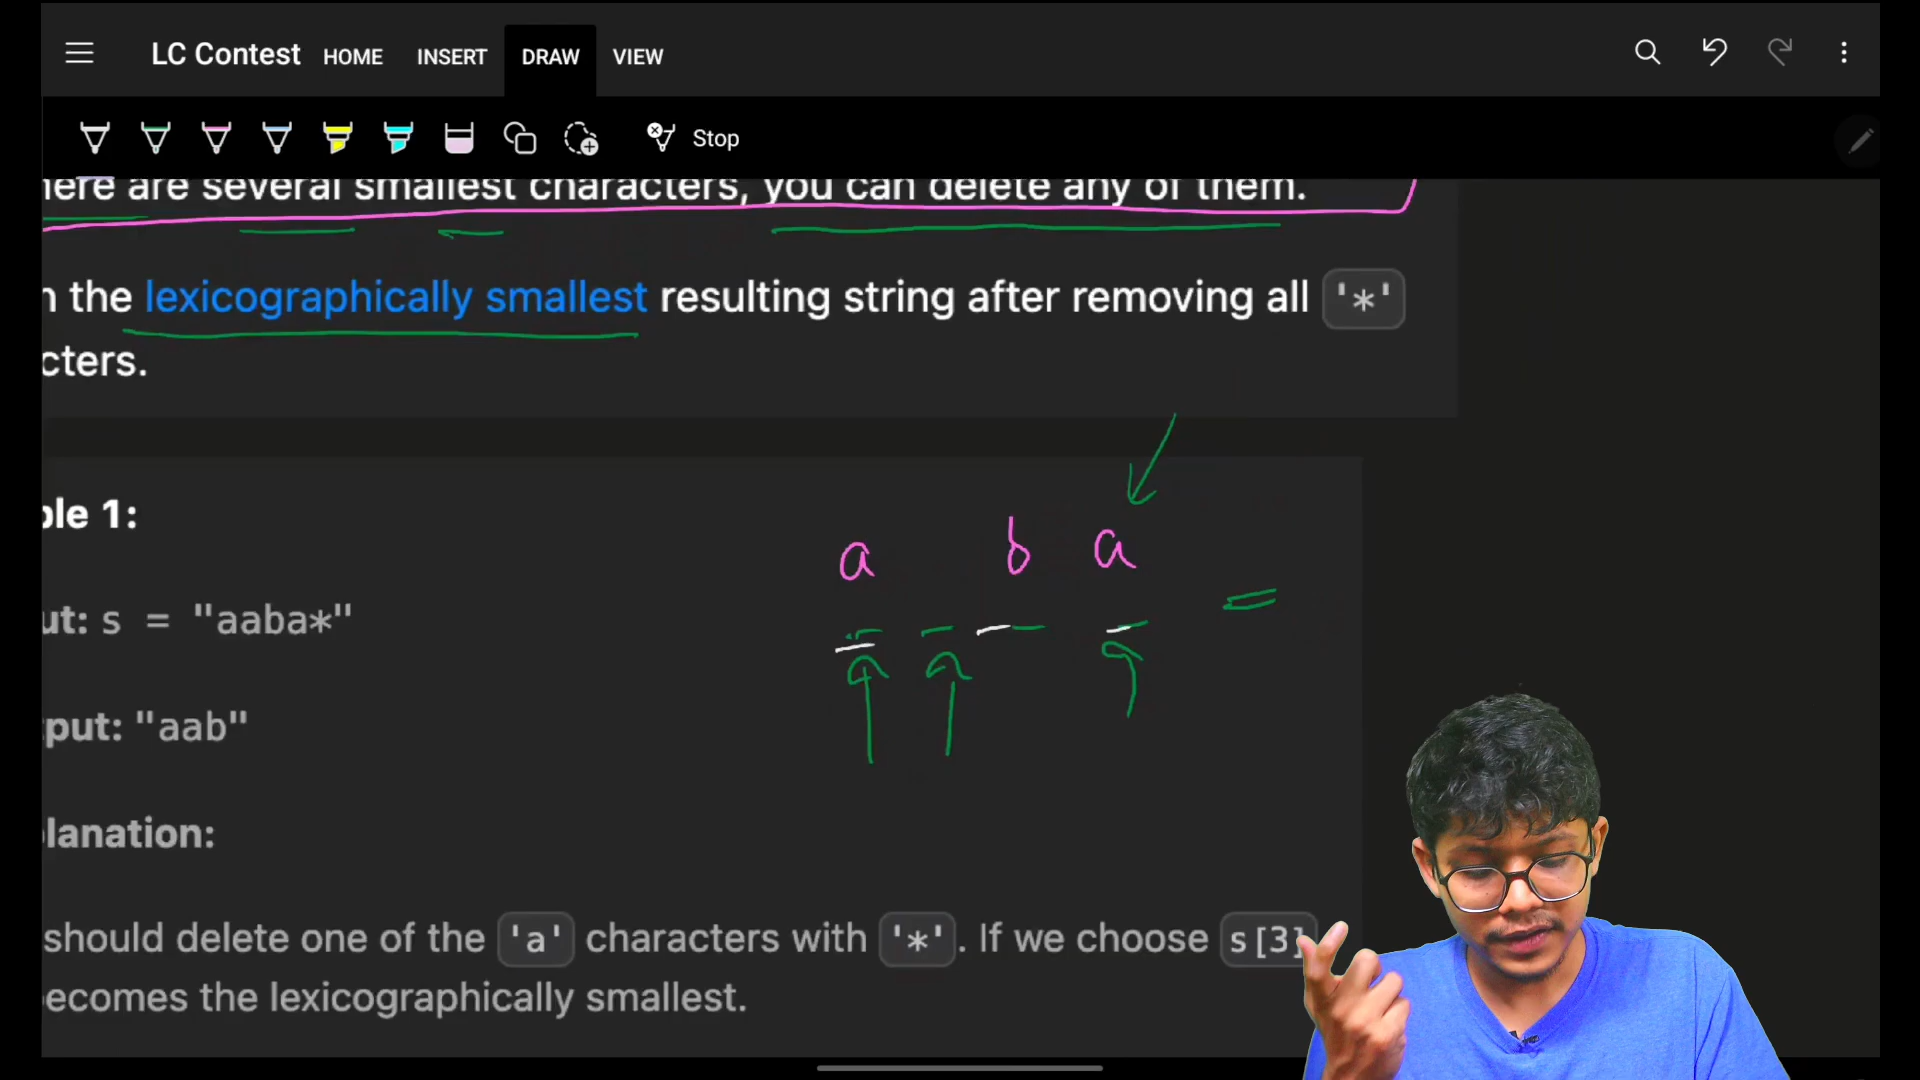 LC Contest HOME INSERT DRAW VIEW
Stop
here are several smallest characters, you can delete any of them.
n the lexicographically smallest resulting string after removing all '*'
cters.
ple 1:
a b a
ut: s = "aaba*"
=
put: "aab"
planation:
should delete one of the 'a' characters with '*'. If we choose s[3]
ecomes the lexicographically smallest.